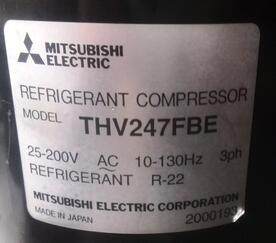 MITSUBISHI
ELECTRIC
REFRIGERANT COMPRESSOR
MODEL THV247FBE
25-200V AC 10-130Hz 3ph
REFRIGERANT R-22
MITSUBISHI ELECTRIC CORPORATION
MADE IN JAPAN 2000193